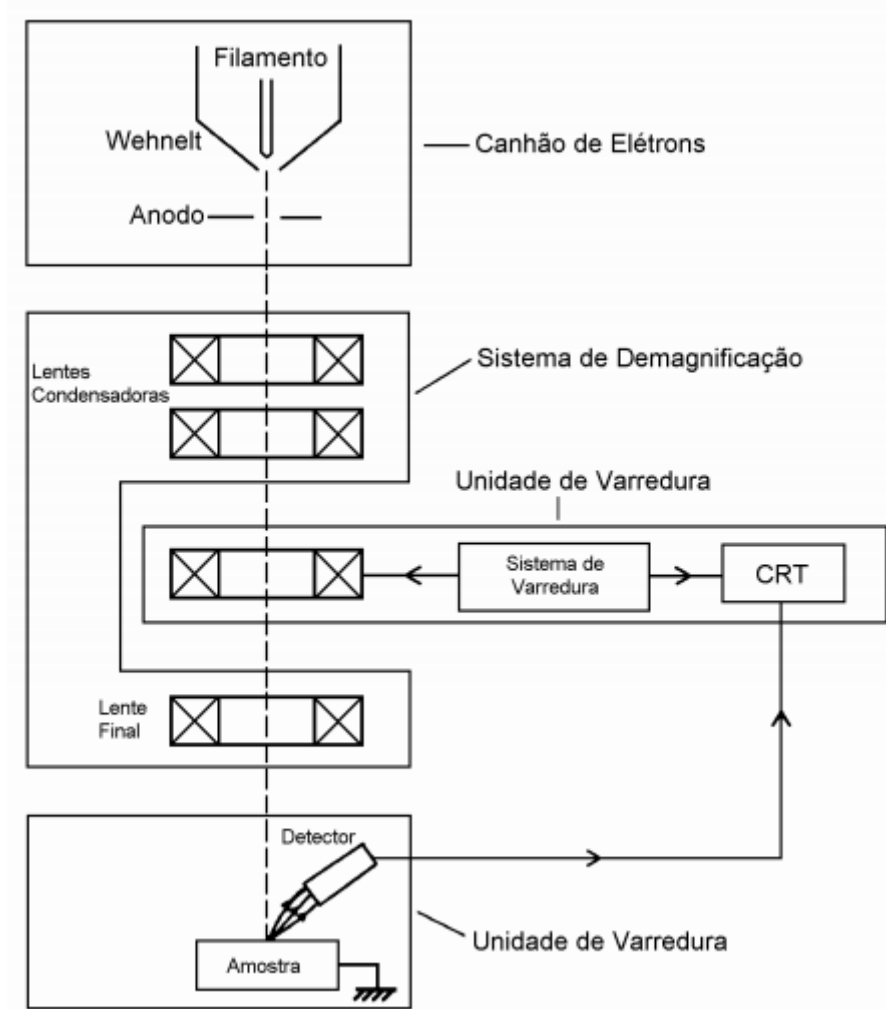 Filamento
Wehnelt
Canhão de Elétrons
Anodo
Lentes
Condensadoras
Sistema de Demagnificação
Unidade de Varredura
Sistema de
Varredura
CRT
Lente
Final
Detector
Unidade de Varredura
Amostra